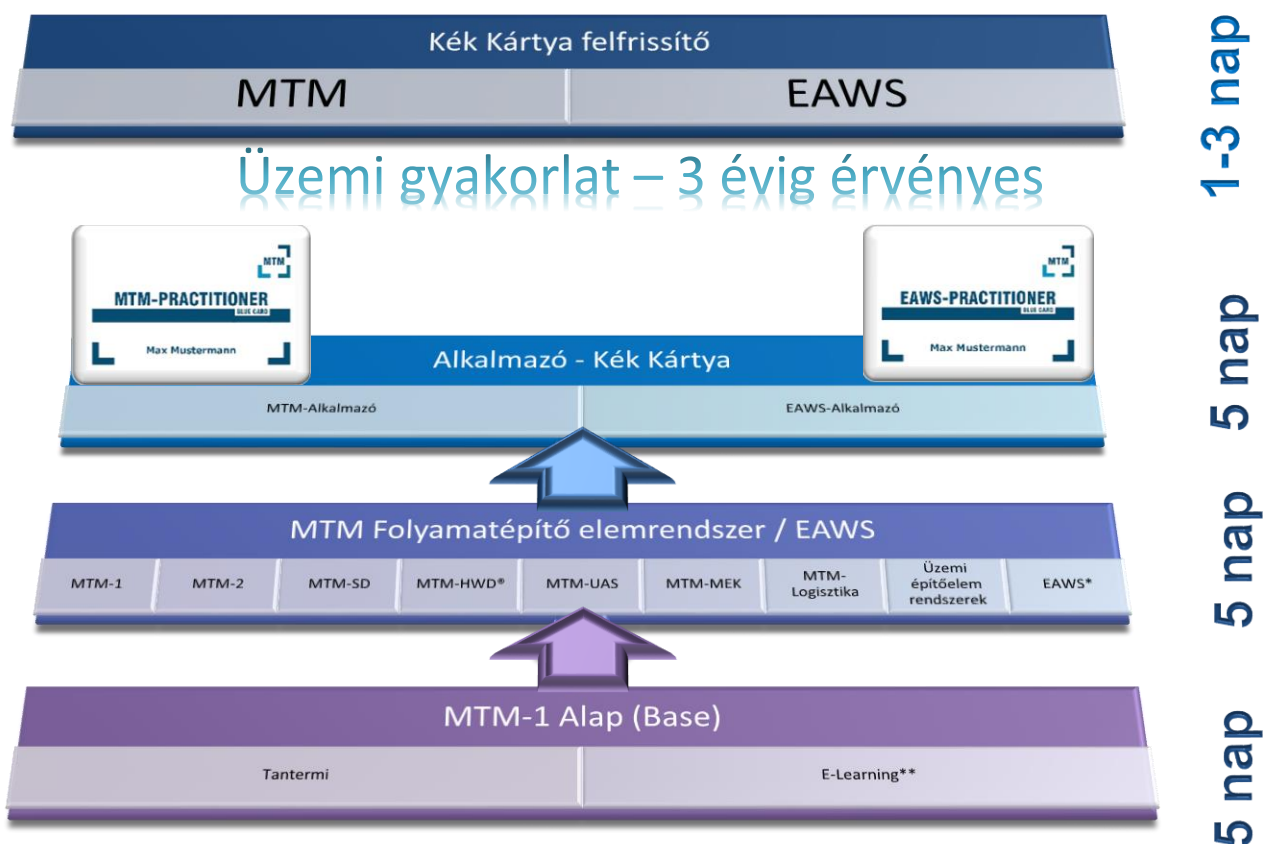 Kék Kártya felfrissítő
MTM
EAWS
1-3 nap
Üzemi gyakorlat – 3 évig érvényes
MTM
MTM-PRACTITIONER
BLUE CARD
Max Mustermann
MTM
EAWS-PRACTITIONER
BLUE CARD
Max Mustermann
Alkalmazó - Kék Kártya
MTM-Alkalmazó
EAWS-Alkalmazó
5 nap
MTM Folyamatépítő elemrendszer / EAWS
MTM-1
MTM-2
MTM-SD
MTM-HWD®
MTM-UAS
MTM-MEK
MTM-
Logisztika
Üzemi
építőelem
rendszerek
EAWS*
5 nap
MTM-1 Alap (Base)
Tantermi
E-Learning**
5 nap